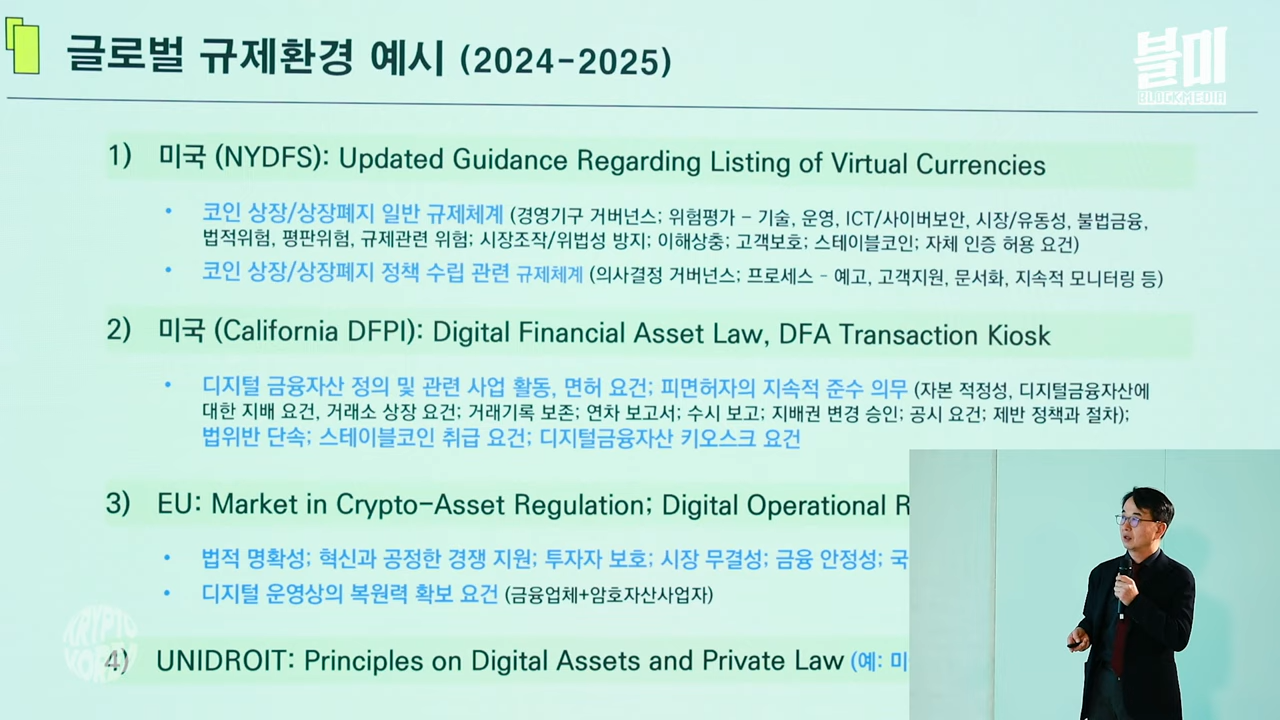 글로벌 규제환경 예시 (2024-2025)
블미
BLOCKMEDIA
1) 미국 (NYDFS): Updated Guidance Regarding Listing of Virtual Currencies
• 코인 상장/상장폐지 일반 규제체계 (경영기구 거버넌스; 위험평가 – 기술, 운영, ICT/사이버보안, 시장/유동성, 불법금융,
법적위험, 평판위험, 규제관련 위험; 시장조작/위법성 방지; 이해상충; 고객보호; 스테이블코인; 자체 인증 허용 요건)
• 코인 상장/상장폐지 정책 수립 관련 규제체계 (의사결정 거버넌스; 프로세스 – 예고, 고객지원, 문서화, 지속적 모니터링 등)
2) 미국 (California DFPI): Digital Financial Asset Law, DFA Transaction Kiosk
• 디지털 금융자산 정의 및 관련 사업 활동, 면허 요건; 피면허자의 지속적 준수 의무 (자본 적정성, 디지털금융자산에
대한 지배 요건, 거래소 상장 요건; 거래기록 보존; 연차 보고서; 수시 보고; 지배권 변경 승인; 공시 요건; 제반 정책과 절차);
법위반 단속; 스테이블코인 취급 요건; 디지털금융자산 키오스크 요건
3) EU: Market in Crypto-Asset Regulation; Digital Operational R
• 법적 명확성; 혁신과 공정한 경쟁 지원; 투자자 보호; 시장 무결성; 금융 안정성; 국
• 디지털 운영상의 복원력 확보 요건 (금융업체+암호자산사업자)
4) UNIDROIT: Principles on Digital Assets and Private Law (예: 미
KRYPTO